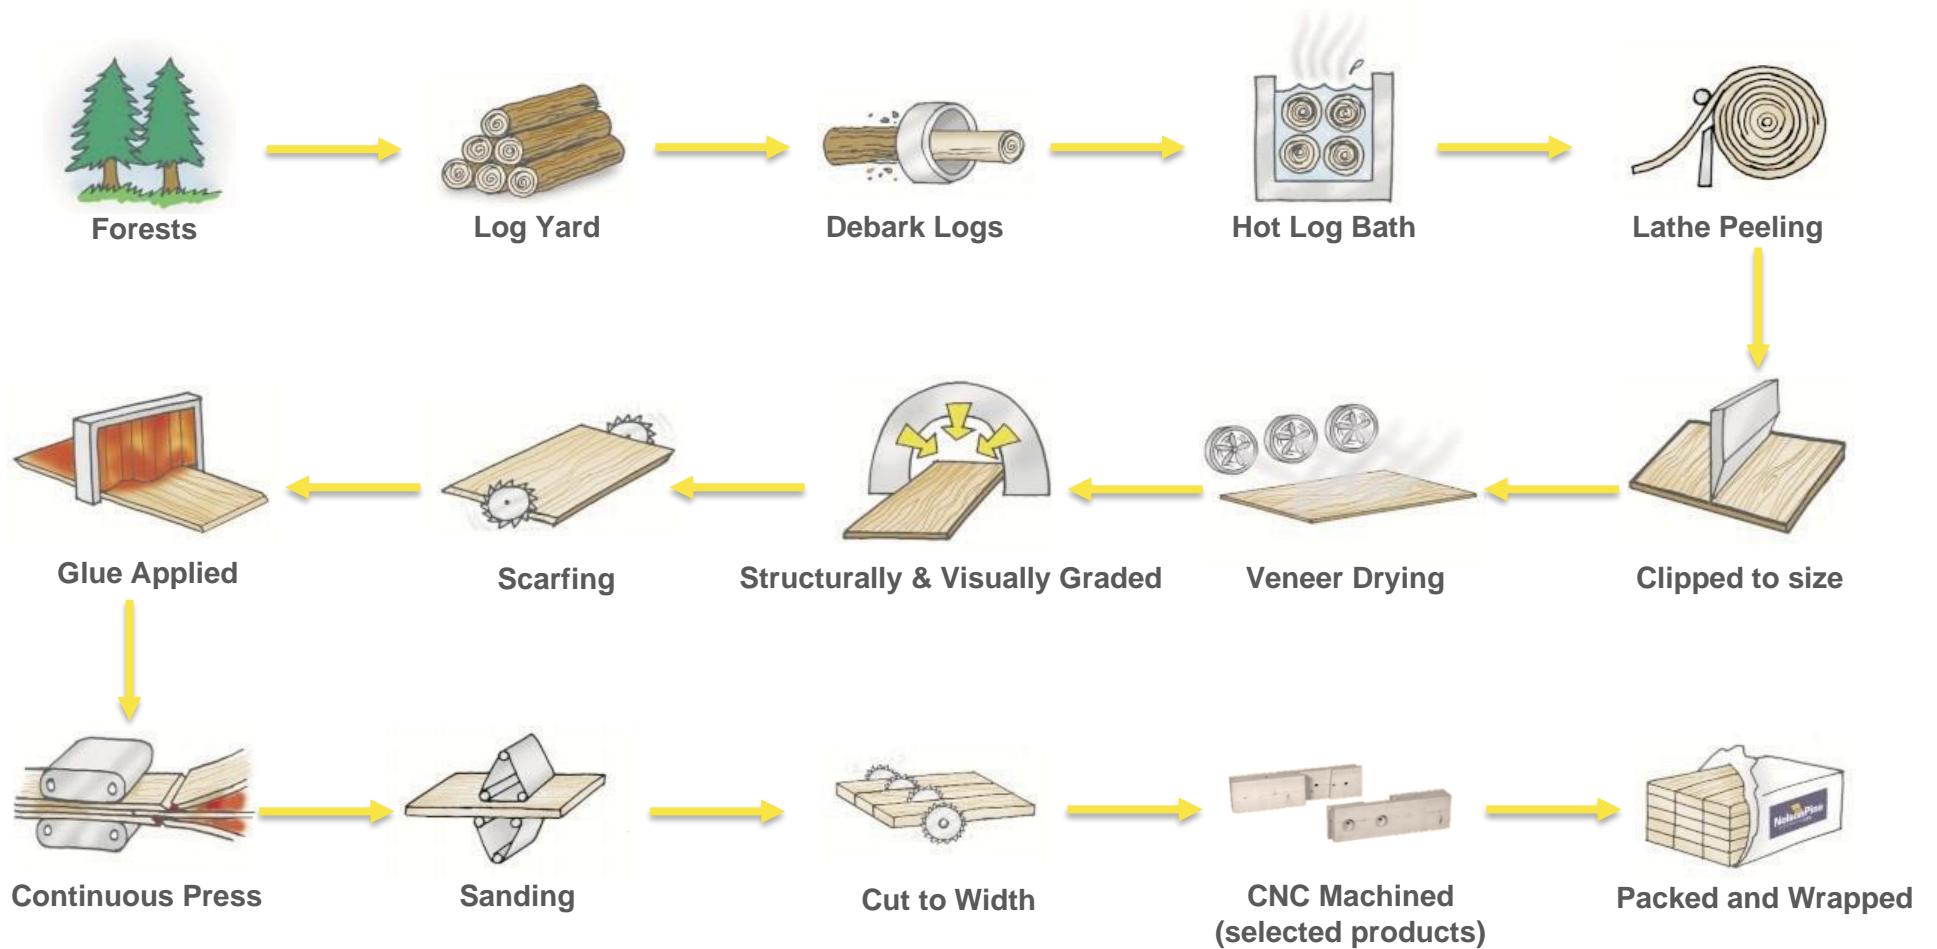 Forests
Log Yard
Debark Logs
Hot Log Bath
Lathe Peeling
Glue Applied
Scarfing
Structurally & Visually Graded
Veneer Drying
Clipped to size
NelsonPine
Continuous Press
Sanding
Cut to Width
CNC Machined
(selected products)
Packed and Wrapped